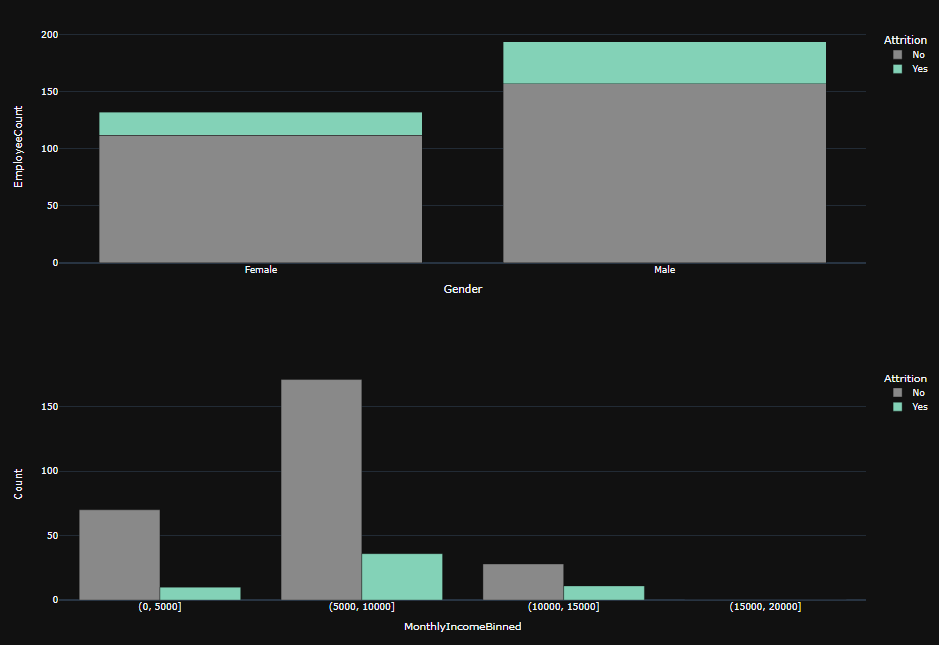 200
150
100
50
0
EmployeeCount
Female
Male
Gender
Attrition
No
Yes
150
100
50
0
Count
(0, 5000]
(5000, 10000]
(10000, 15000]
(15000, 20000]
MonthlyIncomeBinned
Attrition
No
Yes